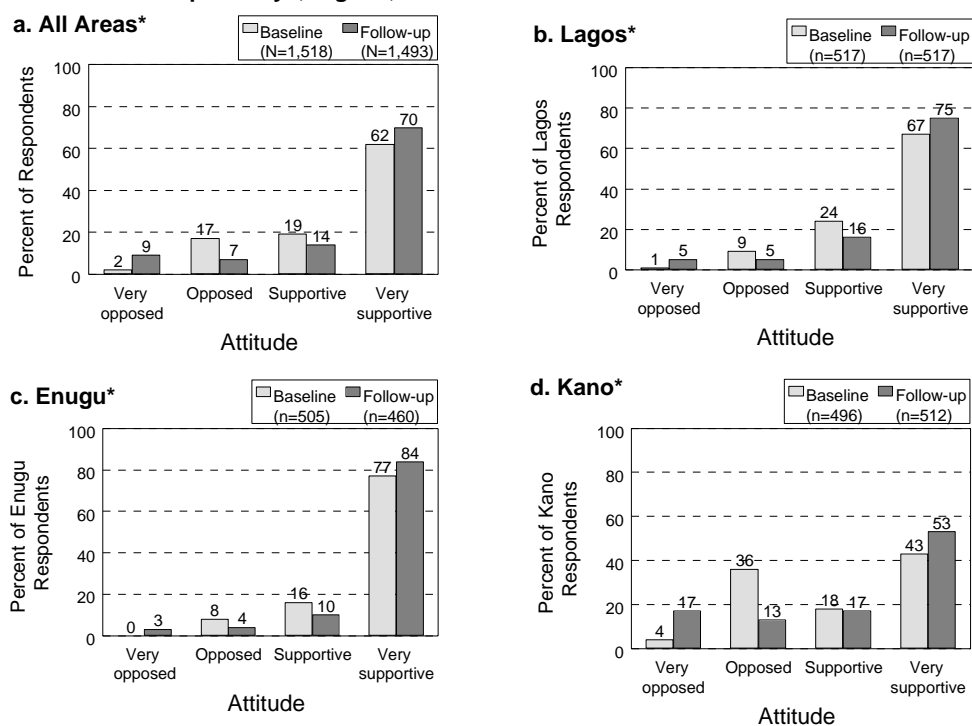 a. All Areas*
Baseline Follow-up
(N=1,518) (N=1,493)
Percent of Respondents
100
80
60
40
20
0
2 9 17 7 19 14 62 70
Very opposed
Opposed
Supportive
Very supportive
Attitude
b. Lagos*
Baseline Follow-up
(n=517) (n=517)
Percent of Lagos
Respondents
100
80
60
40
20
0
1 5 9 5 24 16 67 75
Very opposed
Opposed
Supportive
Very supportive
Attitude
c. Enugu*
Baseline Follow-up
(n=505) (n=460)
Percent of Enugu
Respondents
100
80
60
40
20
0
0 3 8 4 16 10 77 84
Very opposed
Opposed
Supportive
Very supportive
Attitude
d. Kano*
Baseline Follow-up
(n=496) (n=512)
Percent of Kano
Respondents
100
80
60
40
20
0
4 17 36 13 18 17 43 53
Very opposed
Opposed
Supportive
Very supportive
Attitude